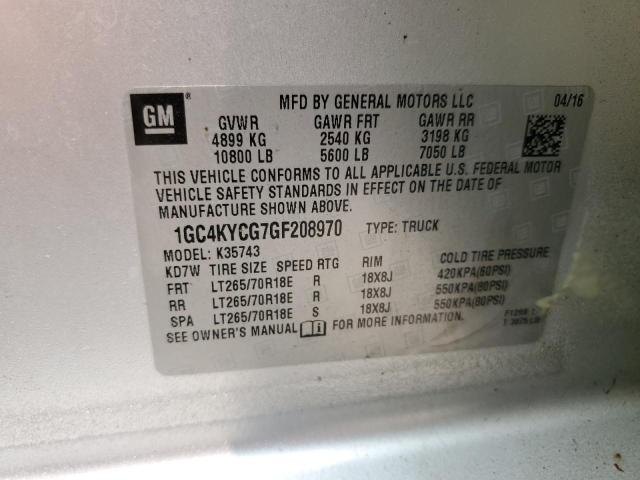 GM ® MFD BY GENERAL MOTORS LLC 04/16
GVWR GAWR FRT GAWR RR
4899 KG 2540 KG 3198 KG
10800 LB 5600 LB 7050 LB
THIS VEHICLE CONFORMS TO ALL APPLICABLE U.S. FEDERAL MOTOR
VEHICLE SAFETY STANDARDS IN EFFECT ON THE DATE OF
MANUFACTURE SHOWN ABOVE.
1GC4KYCG7GF208970 TYPE: TRUCK
MODEL: K35743
KD7W TIRE SIZE SPEED RTG RIM COLD TIRE PRESSURE
FRT LT265/70R18E R 18X8J 420KPA(60PSI)
RR LT265/70R18E R 18X8J 550KPA(80PSI)
SPA LT265/70R18E S 18X8J 550KPA(80PSI)
SEE OWNER'S MANUAL FOR MORE INFORMATION.